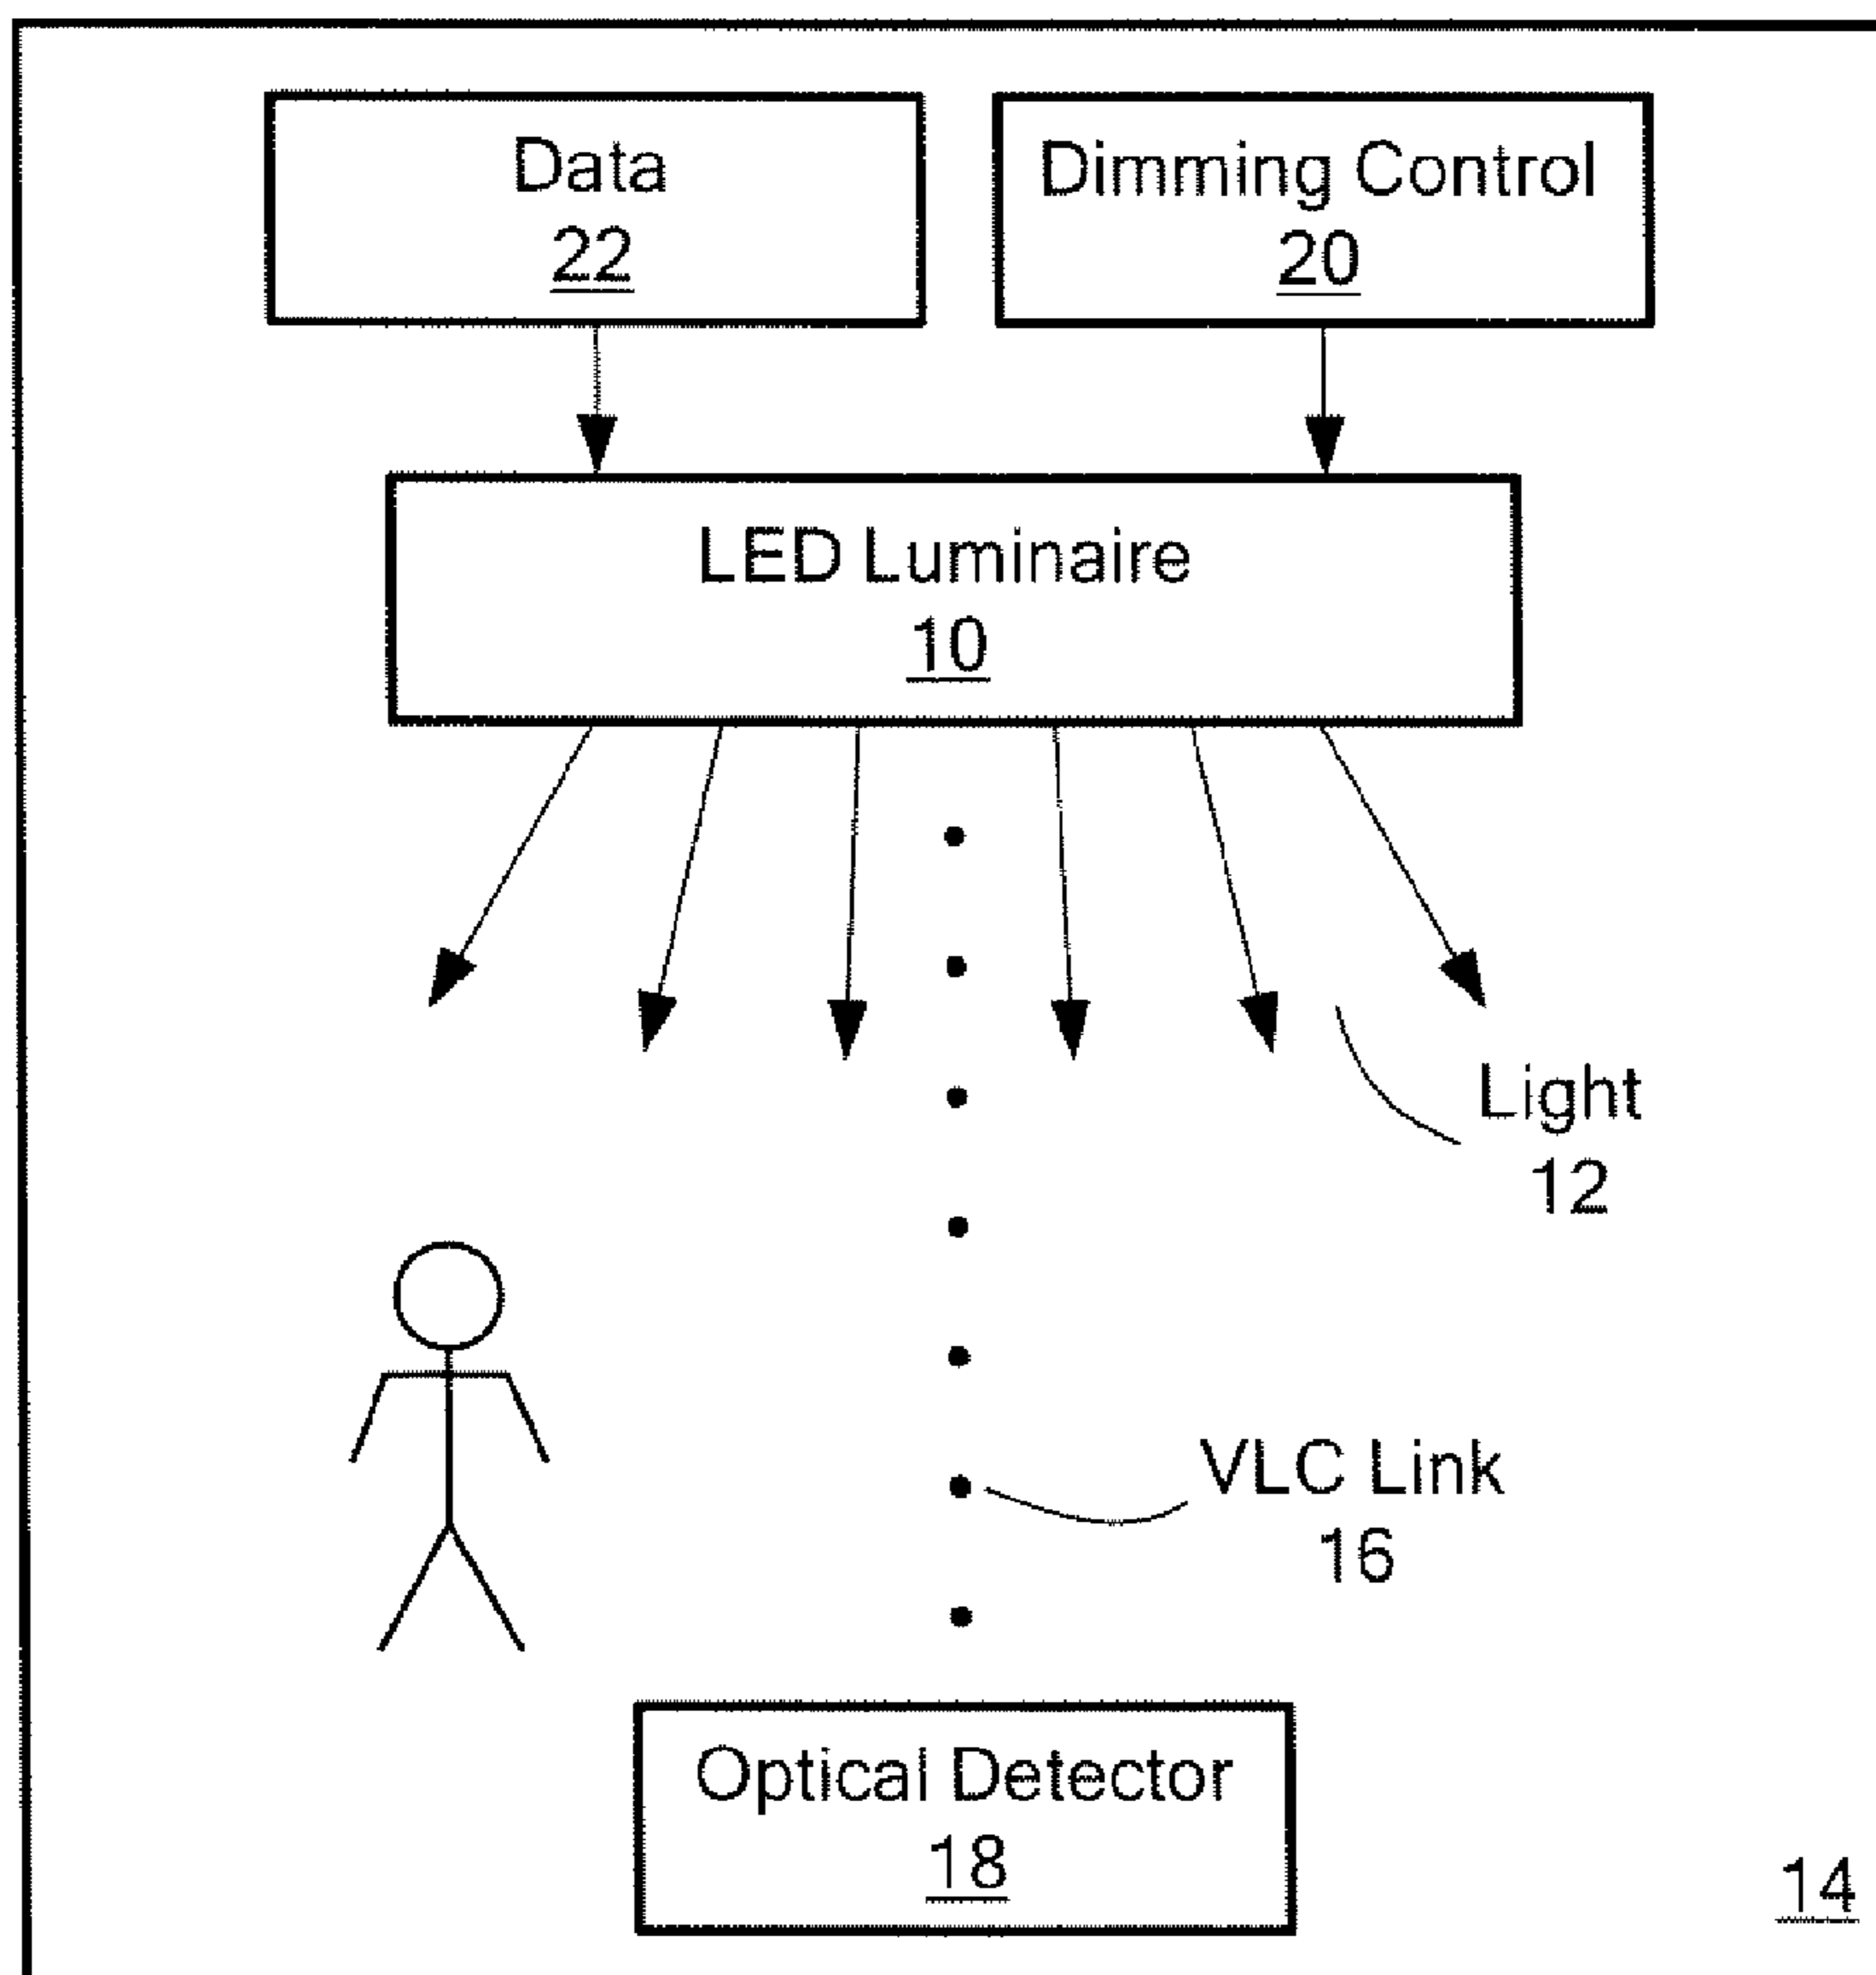 Data
22
Dimming Control
20
LED Luminaire
10
Light
12
VLC Link
16
Optical Detector
18
14